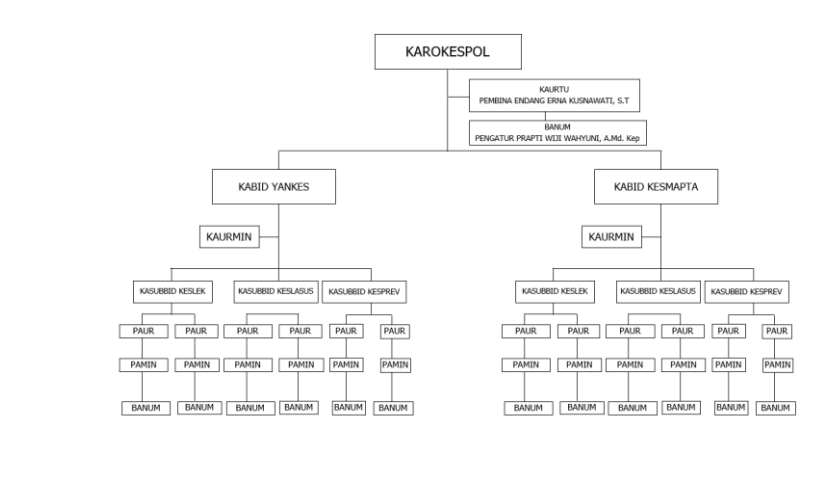 KAROKESPOL
KAURTU
PEMBINA ENDANG ERNA KUSNAWATI, S.T
BANUM
PENGATUR PRAPTI WIJI WAHYUNI, A.Md. Kep
KABID YANKES
KABID KESMAPTA
KAURMIN
KAURMIN
KASUBBID KESLEK
KASUBBID KESLASUS
KASUBBID KESPREV
KASUBBID KESLEK
KASUBBID KESLASUS
KASUBBID KESPREV
PAUR
PAUR
PAUR
PAUR
PAUR
PAUR
PAUR
PAUR
PAUR
PAUR
PAUR
PAUR
PAMIN
PAMIN
PAMIN
PAMIN
PAMIN
PAMIN
PAMIN
PAMIN
PAMIN
PAMIN
PAMIN
PAMIN
BANUM
BANUM
BANUM
BANUM
BANUM
BANUM
BANUM
BANUM
BANUM
BANUM
BANUM
BANUM